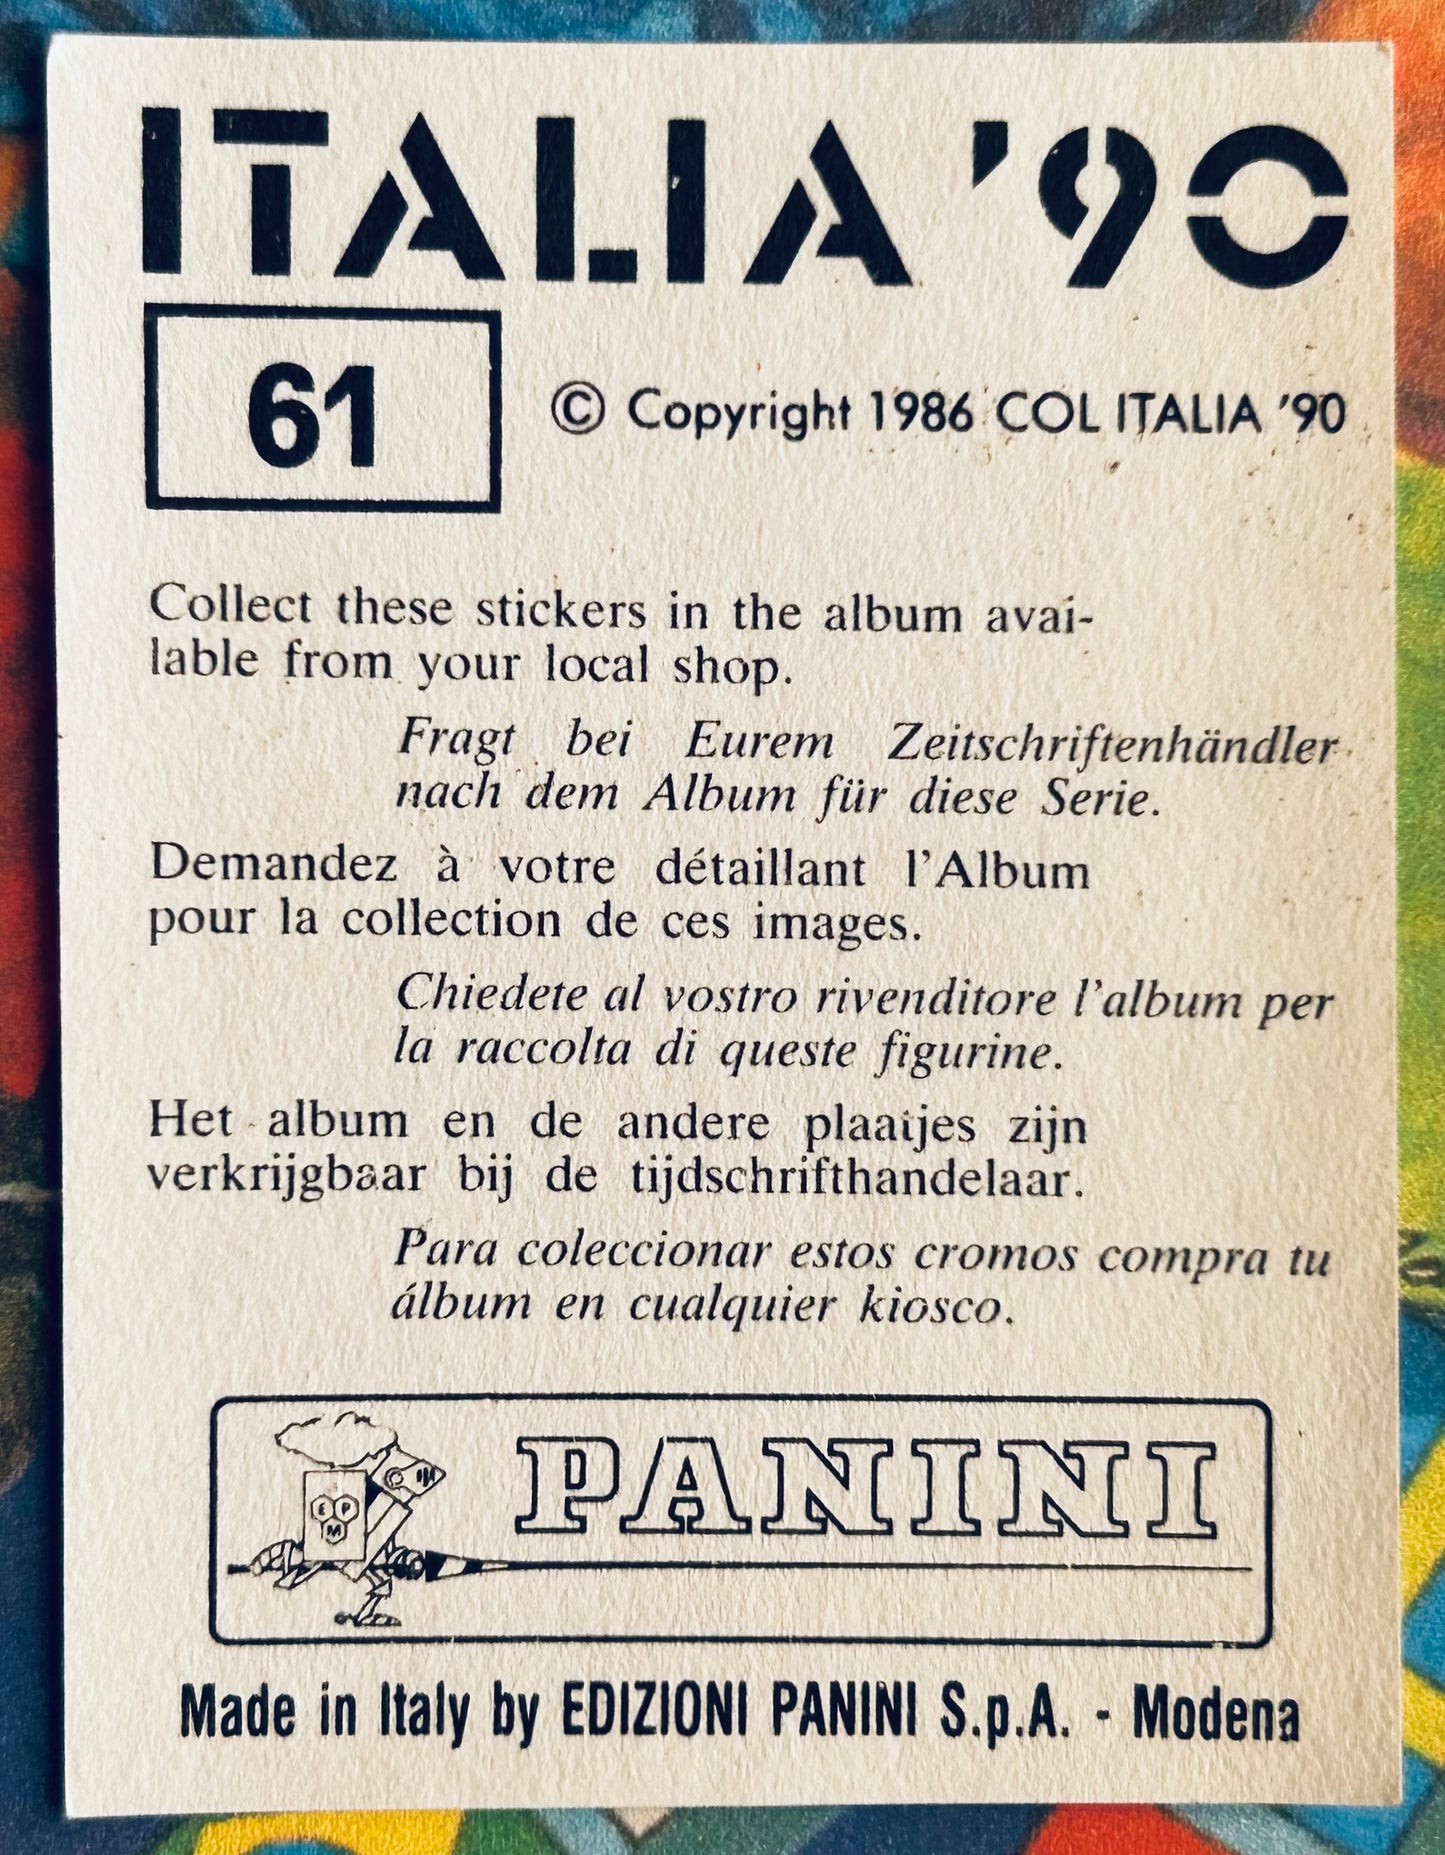 ITALIA '90
61
© Copyright 1986 COL ITALIA '90
Collect these stickers in the album avai-
lable from your local shop.
Fragt bei Eurem Zeitschriftenhändler
nach dem Album für diese Serie.
Demandez à votre détaillant l'Album
pour la collection de ces images.
Chiedete al vostro rivenditore l'album per
la raccolta di queste figurine.
Het album en de andere plaatjes zijn
verkrijgbaar bij de tijdschrifthandelaar.
Para coleccionar estos cromos compra tu
álbum en cualquier kiosco.
E P
M
PANINI
Made in Italy by EDIZIONI PANINI S.p.A. - Modena